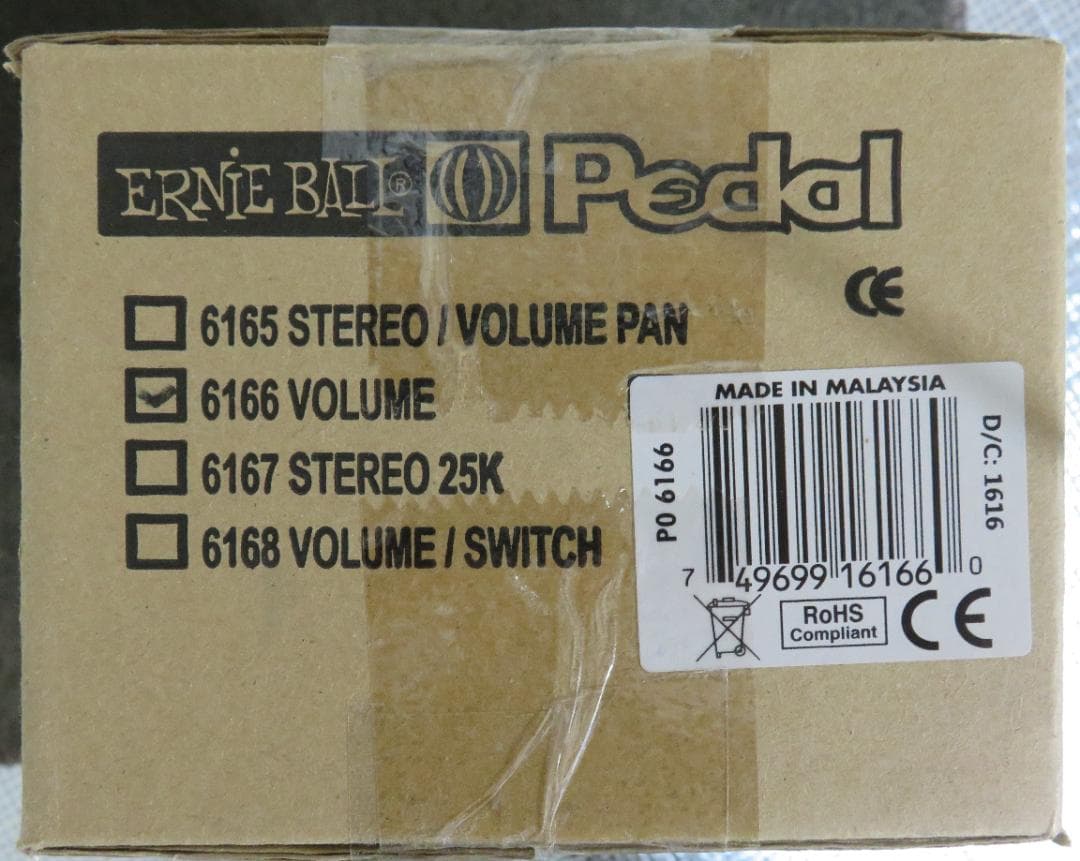 ERNIE BALL® Pedal
CE
6165 STEREO / VOLUME PAN
6166 VOLUME
6167 STEREO 25K
6168 VOLUME / SWITCH
MADE IN MALAYSIA
PO 6166
D/C: 1616
7 49699 16166 0
RoHS
Compliant
CE